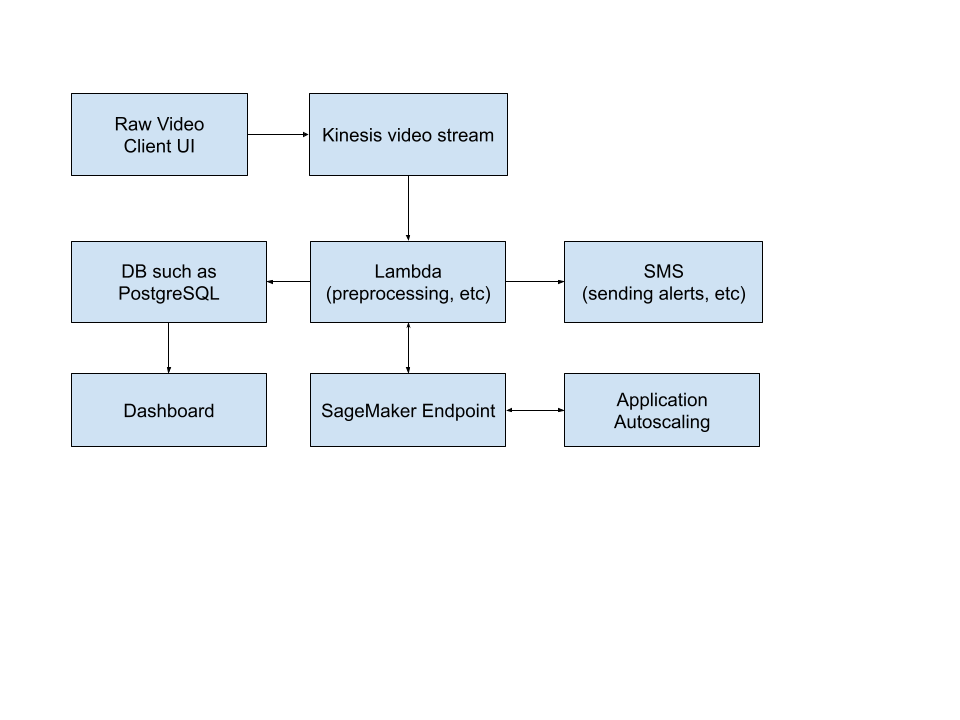 Raw Video
Client UI
Kinesis video stream
DB such as
PostgreSQL
Lambda
(preprocessing, etc)
SMS
(sending alerts, etc)
Dashboard
SageMaker Endpoint
Application
Autoscaling